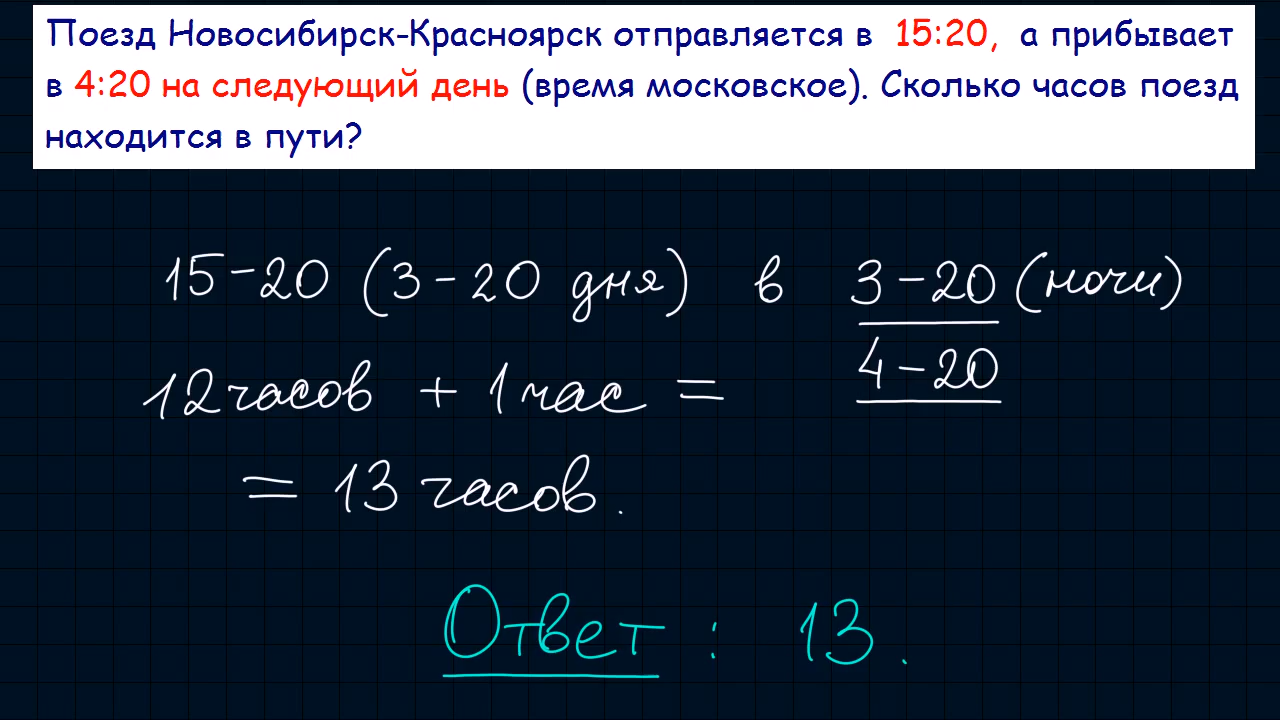 Поезд Новосибирск-Красноярск отправляется в 15:20, а прибывает
в 4:20 на следующий день (время московское). Сколько часов поезд
находится в пути?
15-20 (3-20 дня) в 3-20 (ночи)
4-20
12 часов + 1 час =
= 13 часов.
Ответ: 13.